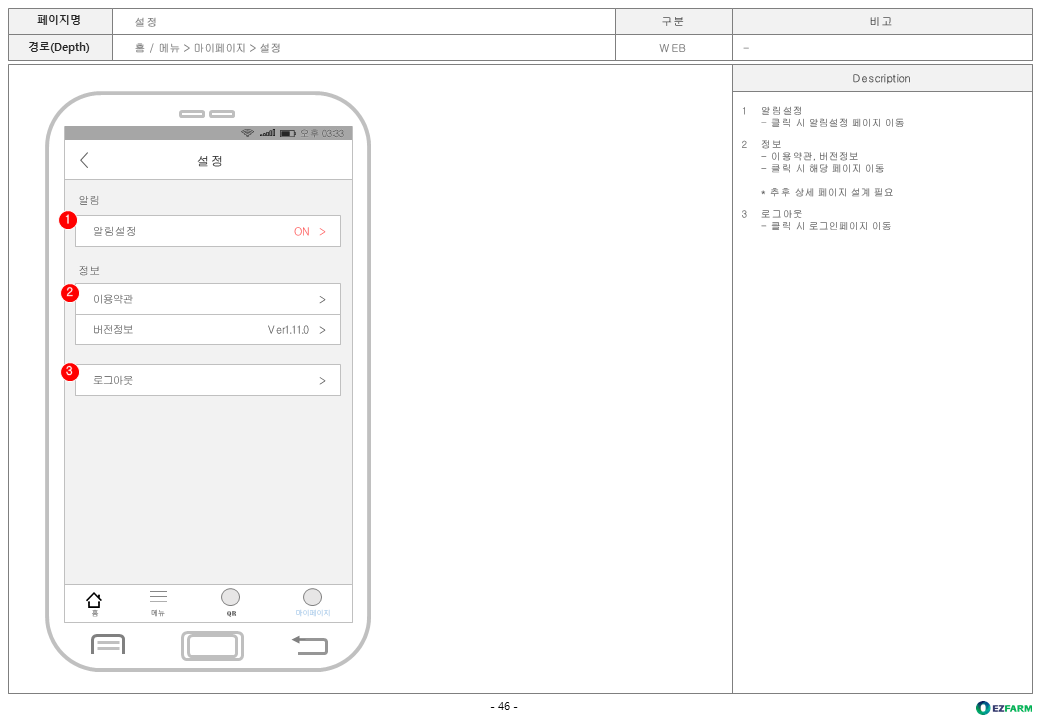 페이지명
설정
구분
비고
경로(Depth)
홈 / 메뉴 > 마이페이지 > 설정
WEB
-
Description
오후 03:33
설정
알림
1
알림설정
ON >
정보
2
이용약관 >
버전정보
Ver1.11.0 >
3
로그아웃 >
홈
메뉴
QR
마이페이지
1 알림설정
- 클릭 시 알림설정 페이지 이동
2 정보
- 이용약관, 버전정보
- 클릭 시 해당 페이지 이동
* 추후 상세 페이지 설계 필요
3 로그아웃
- 클릭 시 로그인페이지 이동
- 46 -
EZFARM